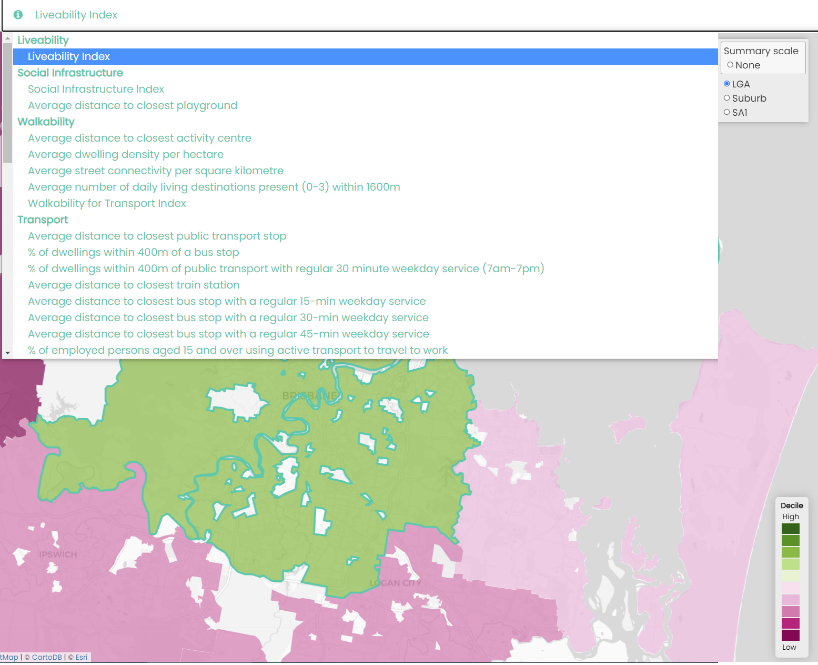 Liveability Index
Liveability
Liveability Index
Social Infrastructure
Social Infrastructure Index
Average distance to closest playground
Walkability
Average distance to closest activity centre
Average dwelling density per hectare
Average street connectivity per square kilometre
Average number of daily living destinations present (0-3) within 1600m
Walkability for Transport Index
Transport
Average distance to closest public transport stop
% of dwellings within 400m of a bus stop
% of dwellings within 400m of public transport with regular 30 minute weekday service (7am-7pm)
Average distance to closest train station
Average distance to closest bus stop with a regular 15-min weekday service
Average distance to closest bus stop with a regular 30-min weekday service
Average distance to closest bus stop with a regular 45-min weekday service
% of employed persons aged 15 and over using active transport to travel to work
Summary scale
None
LGA
Suburb
SA1
BRISBANE
IPSWICH
LOGAN CITY
Decile
High
Low
tMap | © CartoDB | © Esri